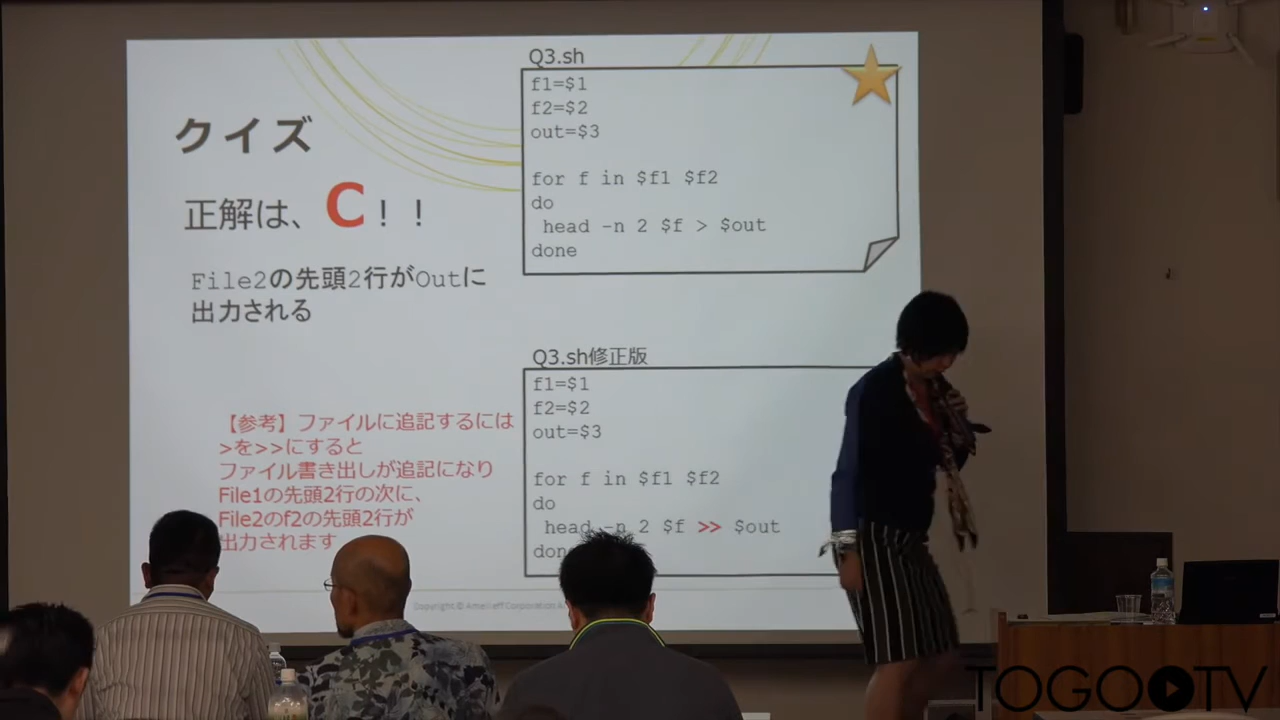 クイズ
正解は、C！！
File2の先頭2行がOutに
出力される
【参考】ファイルに追記するには
>を>>にすると
ファイル書き出しが追記になり
File1の先頭2行の次に、
File2のf2の先頭2行が
出力されます
Q3.sh
f1=$1
f2=$2
out=$3
for f in $f1 $f2
do
head -n 2 $f > $out
done
Q3.sh修正版
f1=$1
f2=$2
out=$3
for f in $f1 $f2
do
head -n 2 $f >> $out
don
Copyright © Amelieff Corporation
TOGOTV